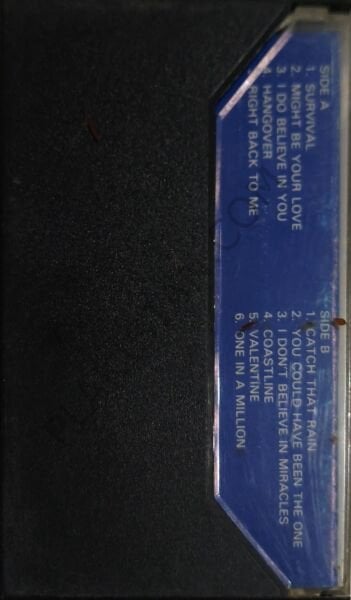 SIDE A
1. SURVIVAL
2. MIGHT BE YOUR LOVE
3. I DO BELIEVE IN YOU
4. HANGOVER
RIGHT BACK TO ME
SIDE B
1. CATCH THAT RAIN
2. YOU COULD HAVE BEEN THE ONE
3. I DON'T BELIEVE IN MIRACLES
4. COASTLINE
5. VALENTINE
6. ONE IN A MILLION